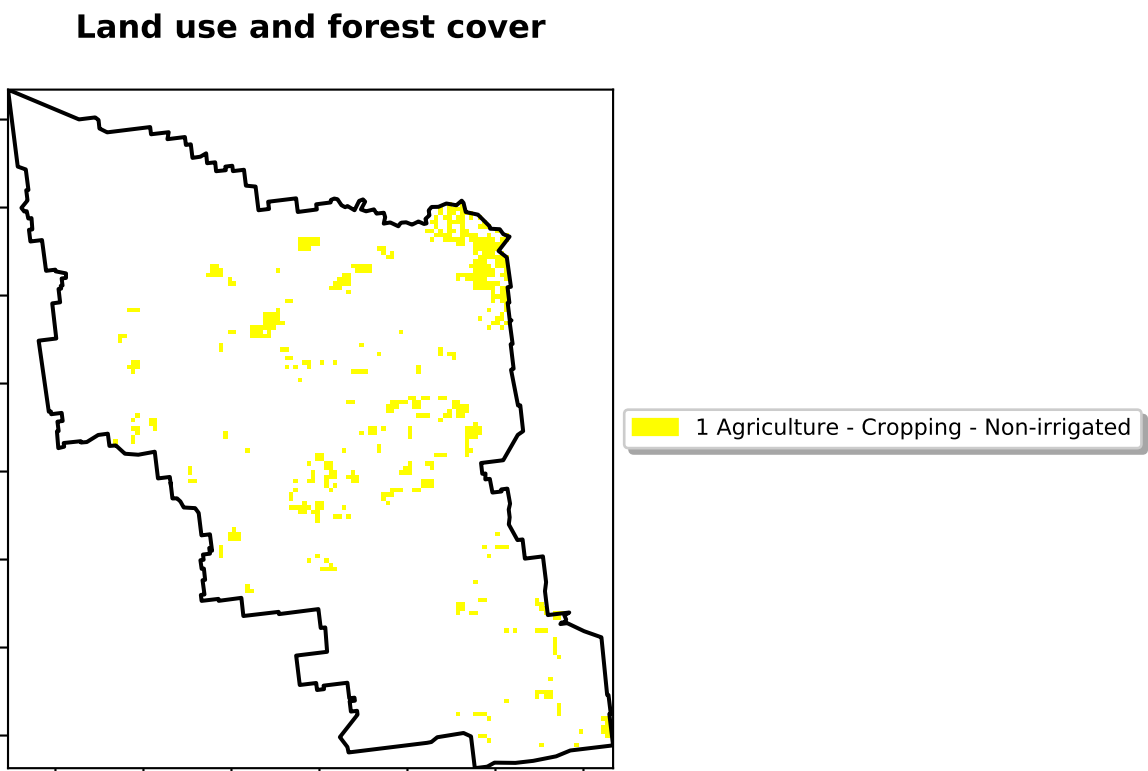 Land use and forest cover
1 Agriculture - Cropping - Non-irrigated